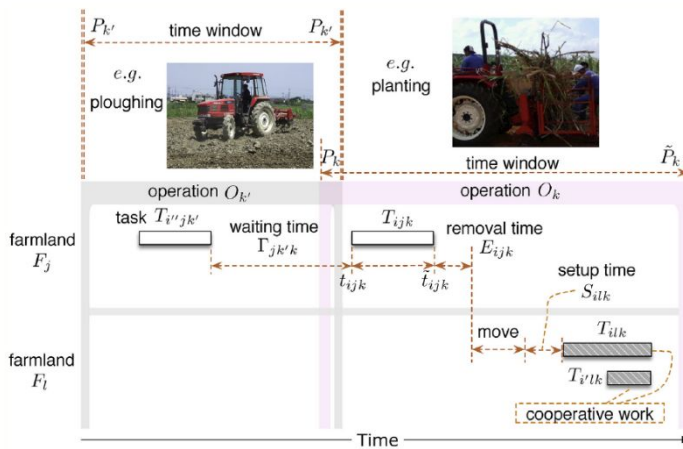 P_{k'} time window P_{k'}
e.g.
ploughing
e.g.
planting
P_k time window \tilde{P}_k
operation O_{k'}
operation O_k
task T_{i''jk'}
T_{ijk}
waiting time
Γ_{jk'k}
removal time
E_{ijk}
farmland
F_j
t_{ijk}
\tilde{t}_{ijk}
setup time
S_{ilk}
move
T_{ilk}
farmland
F_l
T_{i'lk}
cooperative work
Time